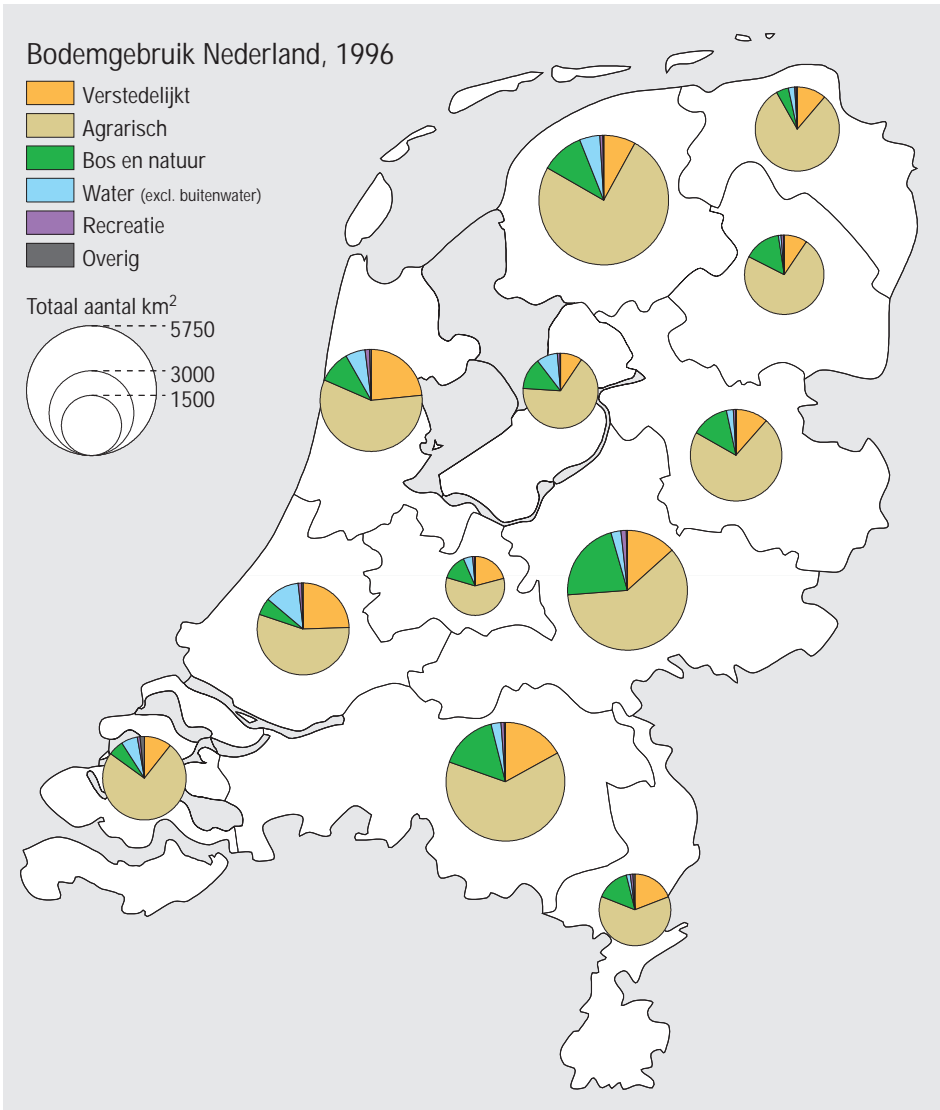 Bodemgebruik Nederland, 1996
Verstedelijkt
Agrarisch
Bos en natuur
Water (excl. buitenwater)
Recreatie
Overig
Totaal aantal km²
5750
3000
1500